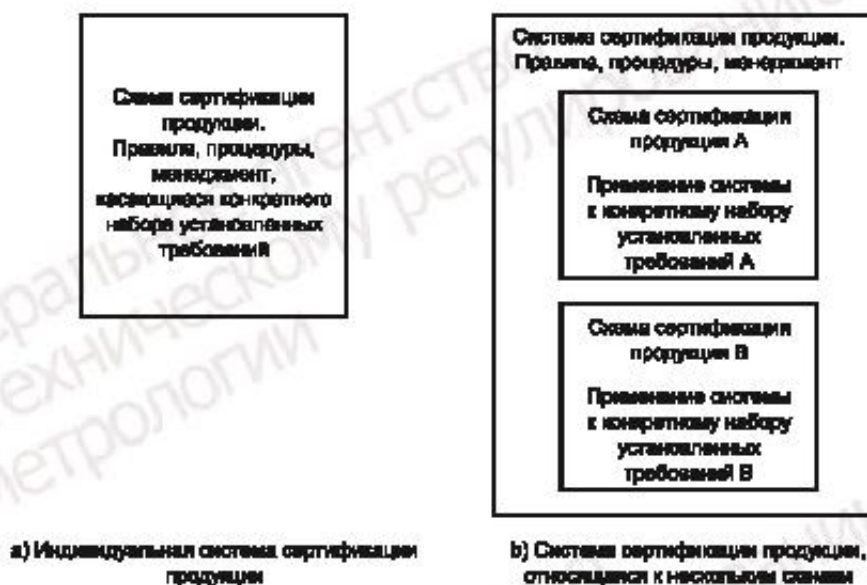 Схема сертификации
продукции.
Правила, процедуры,
менеджмент,
касающиеся конкретного
набора установленных
требований
а) Индивидуальная система сертификации
продукции
Система сертификации продукции.
Правила, процедуры, менеджмент
Схема сертификации
продукции А
Применение системы
к конкретному набору
установленных
требований А
Схема сертификации
продукции В
Применение системы
к конкретному набору
установленных
требований В
b) Система сертификации продукции,
относящаяся к нескольким схемам